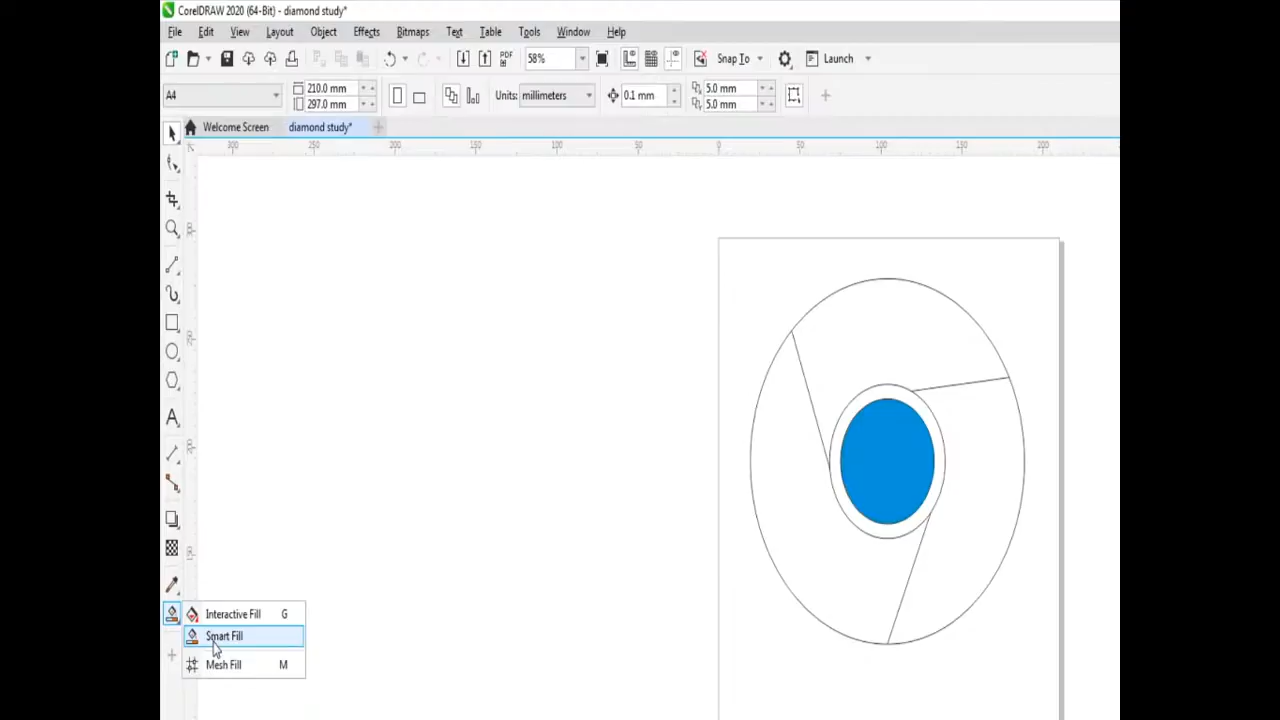 CorelDRAW 2020 (64-Bit) - diamond study*
File Edit View Layout Object Effects Bitmaps Text Table Tools Window Help
PDF 58% Snap To Launch
A4 210.0 mm 297.0 mm Units: millimeters 0.1 mm 5.0 mm 5.0 mm
Welcome Screen diamond study*
300 250 200 150 100 50 0 50 100 150 200
Interactive Fill G
Smart Fill
Mesh Fill M